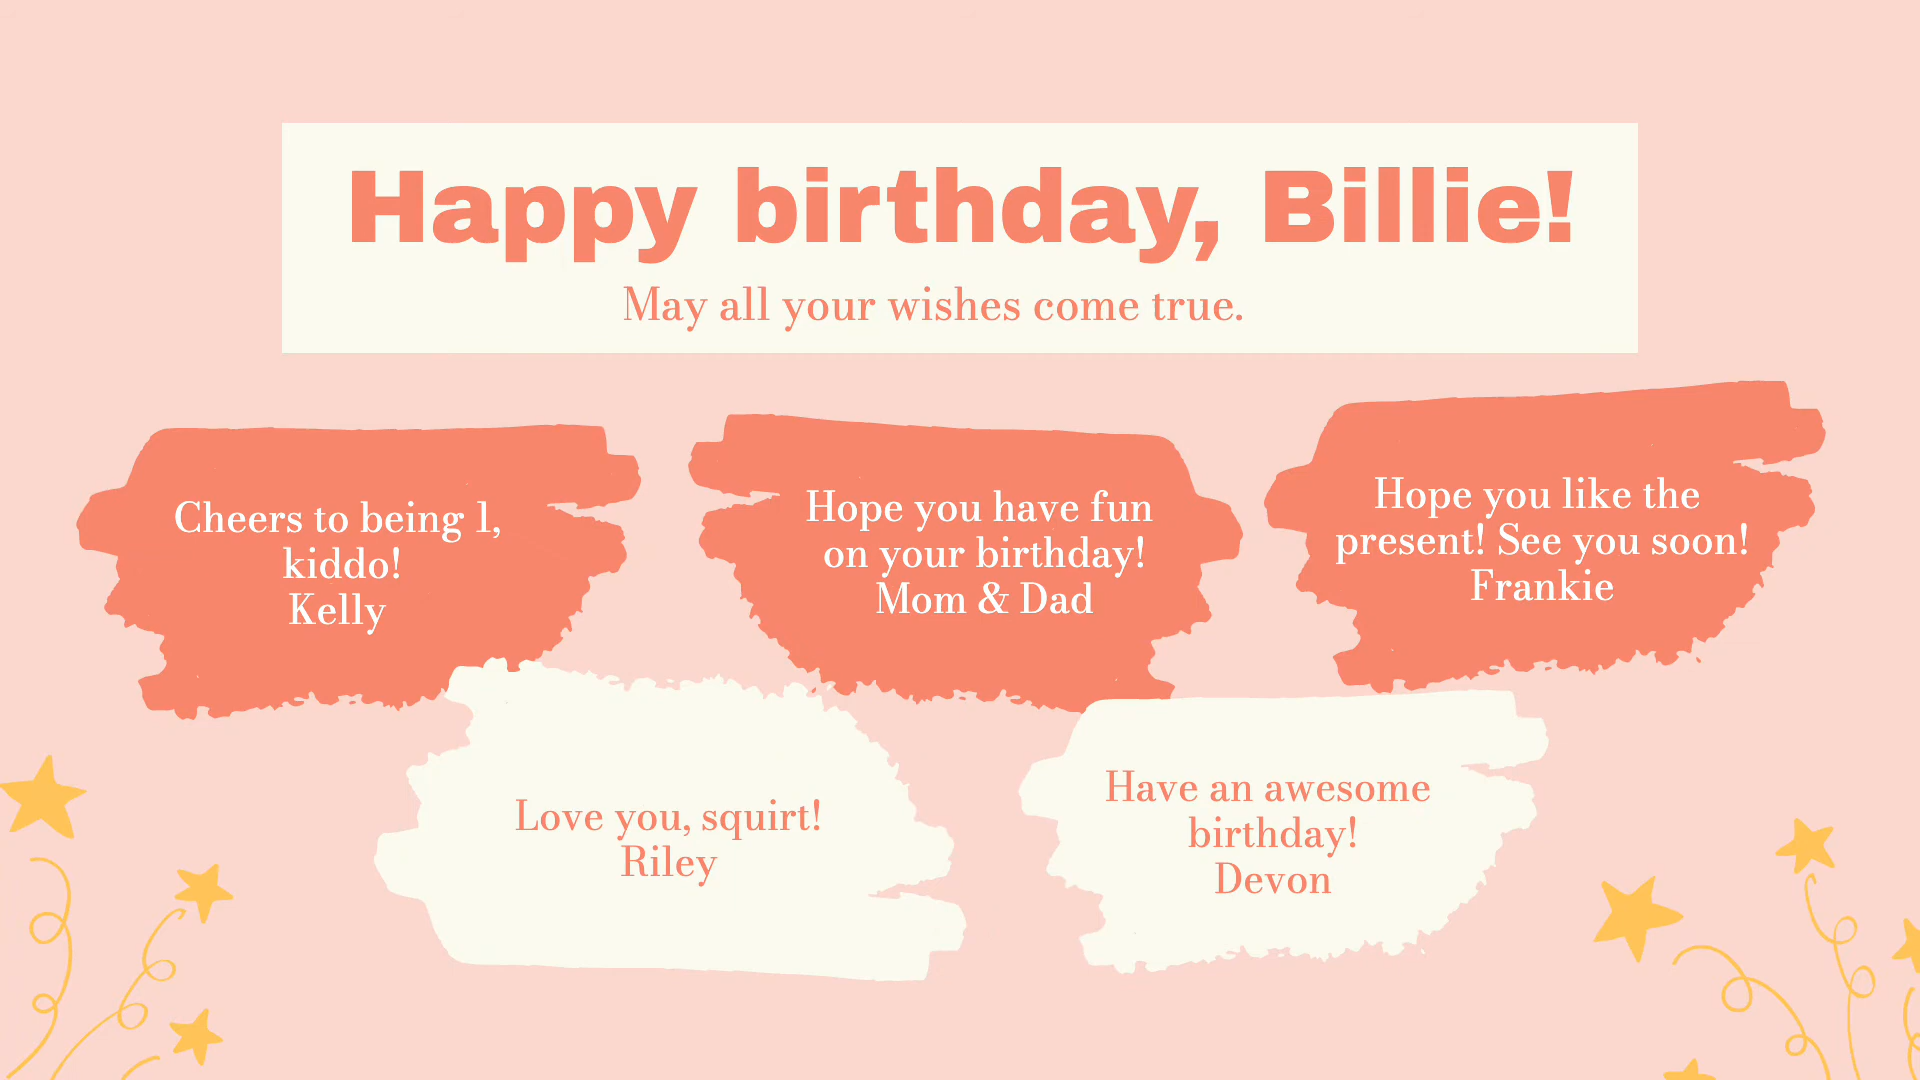 Happy birthday, Billie!
May all your wishes come true.
Cheers to being 1,
kiddo!
Kelly
Hope you have fun
on your birthday!
Mom & Dad
Hope you like the
present! See you soon!
Frankie
Love you, squirt!
Riley
Have an awesome
birthday!
Devon